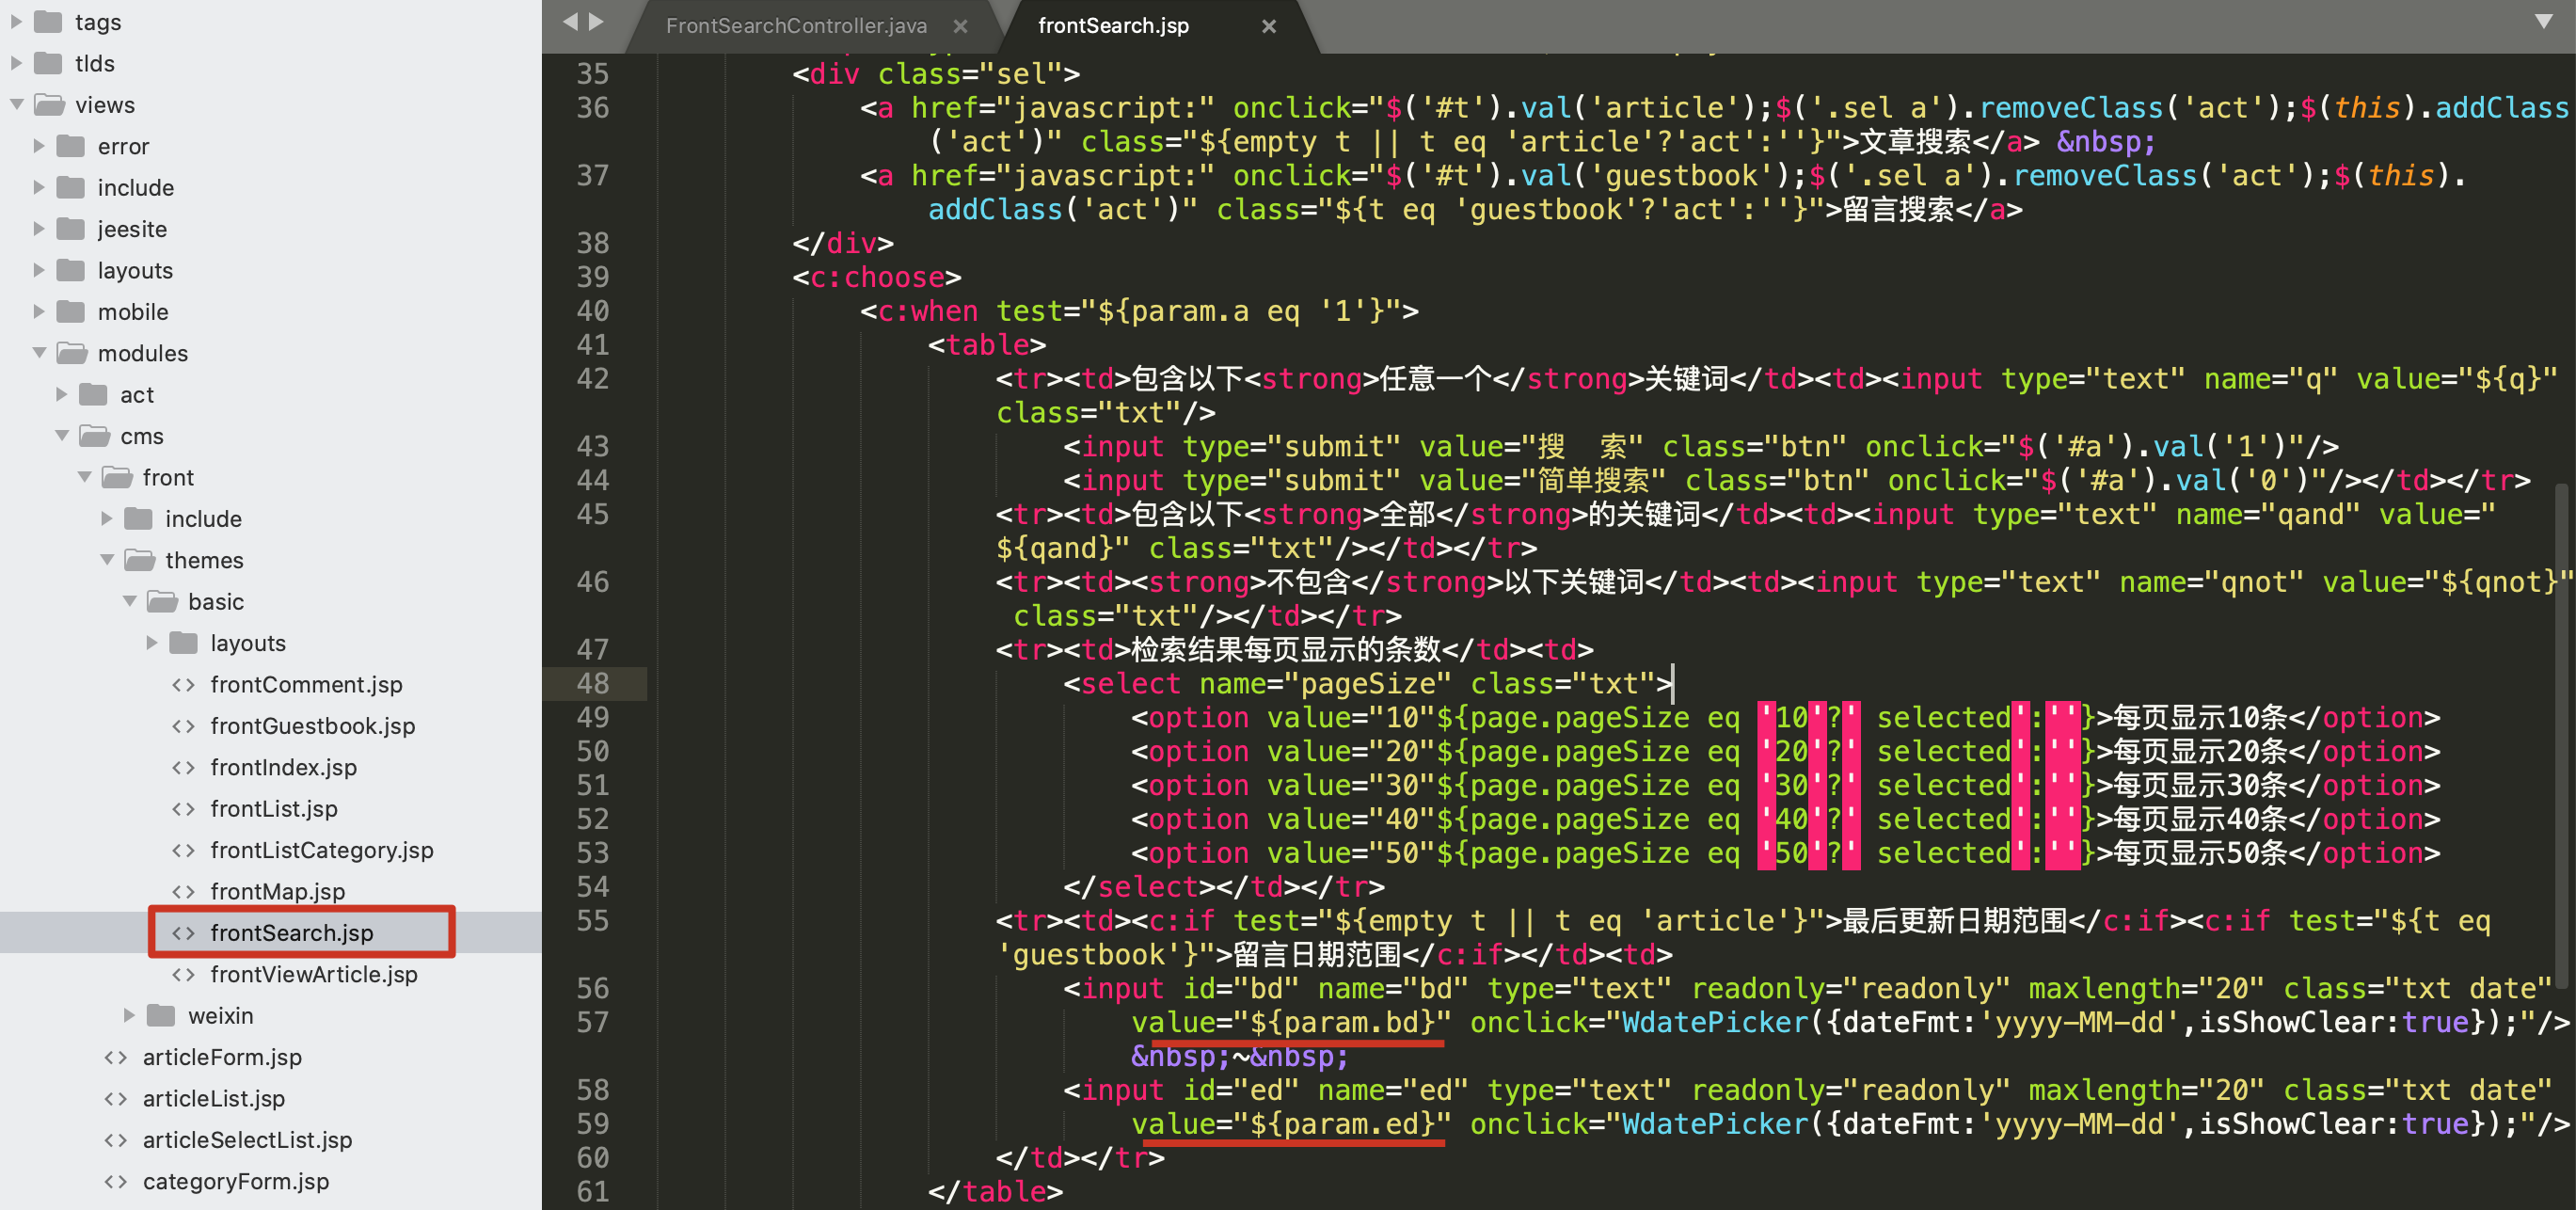 tags
tlds
views
error
include
jeesite
layouts
mobile
modules
act
cms
front
include
themes
basic
layouts
frontComment.jsp
frontGuestbook.jsp
frontIndex.jsp
frontList.jsp
frontListCategory.jsp
frontMap.jsp
frontSearch.jsp
frontViewArticle.jsp
weixin
articleForm.jsp
articleList.jsp
articleSelectList.jsp
categoryForm.jsp
FrontSearchController.java ×
frontSearch.jsp ×
35 <div class="sel">
36 <a href="javascript:" onclick="$('#t').val('article');$('.sel a').removeClass('act');$(this).addClass
('act')" class="${empty t || t eq 'article'?'act':''}">文章搜索</a> &nbsp;
37 <a href="javascript:" onclick="$('#t').val('guestbook');$('.sel a').removeClass('act');$(this).
addClass('act')" class="${t eq 'guestbook'?'act':''}">留言搜索</a>
38 </div>
39 <c:choose>
40 <c:when test="${param.a eq '1'}">
41 <table>
42 <tr><td>包含以下<strong>任意一个</strong>关键词</td><td><input type="text" name="q" value="${q}"
class="txt"/>
43 <input type="submit" value="搜　索" class="btn" onclick="$('#a').val('1')"/>
44 <input type="submit" value="简单搜索" class="btn" onclick="$('#a').val('0')"/></td></tr>
45 <tr><td>包含以下<strong>全部</strong>的关键词</td><td><input type="text" name="qand" value="
${qand}" class="txt"/></td></tr>
46 <tr><td><strong>不包含</strong>以下关键词</td><td><input type="text" name="qnot" value="${qnot}"
class="txt"/></td></tr>
47 <tr><td>检索结果每页显示的条数</td><td>
48 <select name="pageSize" class="txt">
49 <option value="10"${page.pageSize eq '10'?' selected':''}>每页显示10条</option>
50 <option value="20"${page.pageSize eq '20'?' selected':''}>每页显示20条</option>
51 <option value="30"${page.pageSize eq '30'?' selected':''}>每页显示30条</option>
52 <option value="40"${page.pageSize eq '40'?' selected':''}>每页显示40条</option>
53 <option value="50"${page.pageSize eq '50'?' selected':''}>每页显示50条</option>
54 </select></td></tr>
55 <tr><td><c:if test="${empty t || t eq 'article'}">最后更新日期范围</c:if><c:if test="${t eq
'guestbook'}">留言日期范围</c:if></td><td>
56 <input id="bd" name="bd" type="text" readonly="readonly" maxlength="20" class="txt date"
57 value="${param.bd}" onclick="WdatePicker({dateFmt:'yyyy-MM-dd',isShowClear:true});"/>
&nbsp;~&nbsp;
58 <input id="ed" name="ed" type="text" readonly="readonly" maxlength="20" class="txt date"
59 value="${param.ed}" onclick="WdatePicker({dateFmt:'yyyy-MM-dd',isShowClear:true});"/>
60 </td></tr>
61 </table>